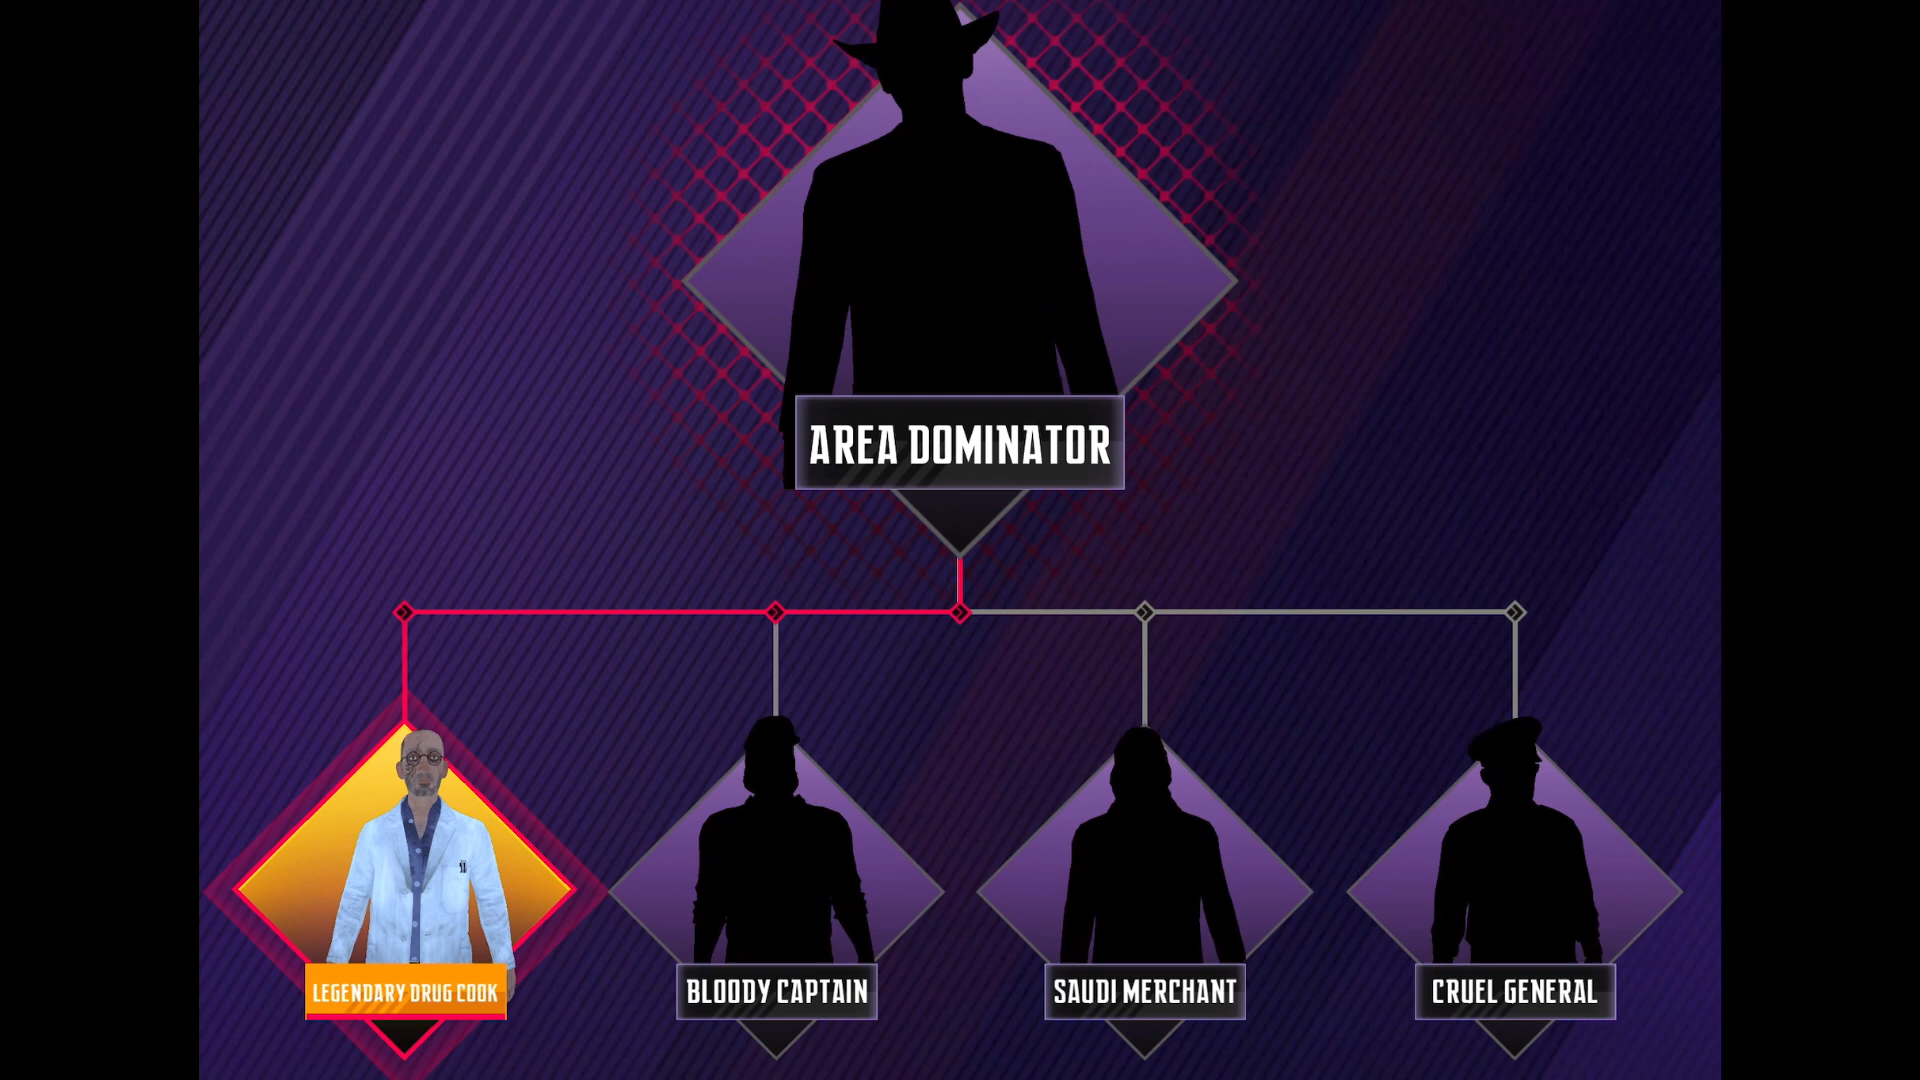 AREA DOMINATOR
LEGENDARY DRUG COOK
BLOODY CAPTAIN
SAUDI MERCHANT
CRUEL GENERAL